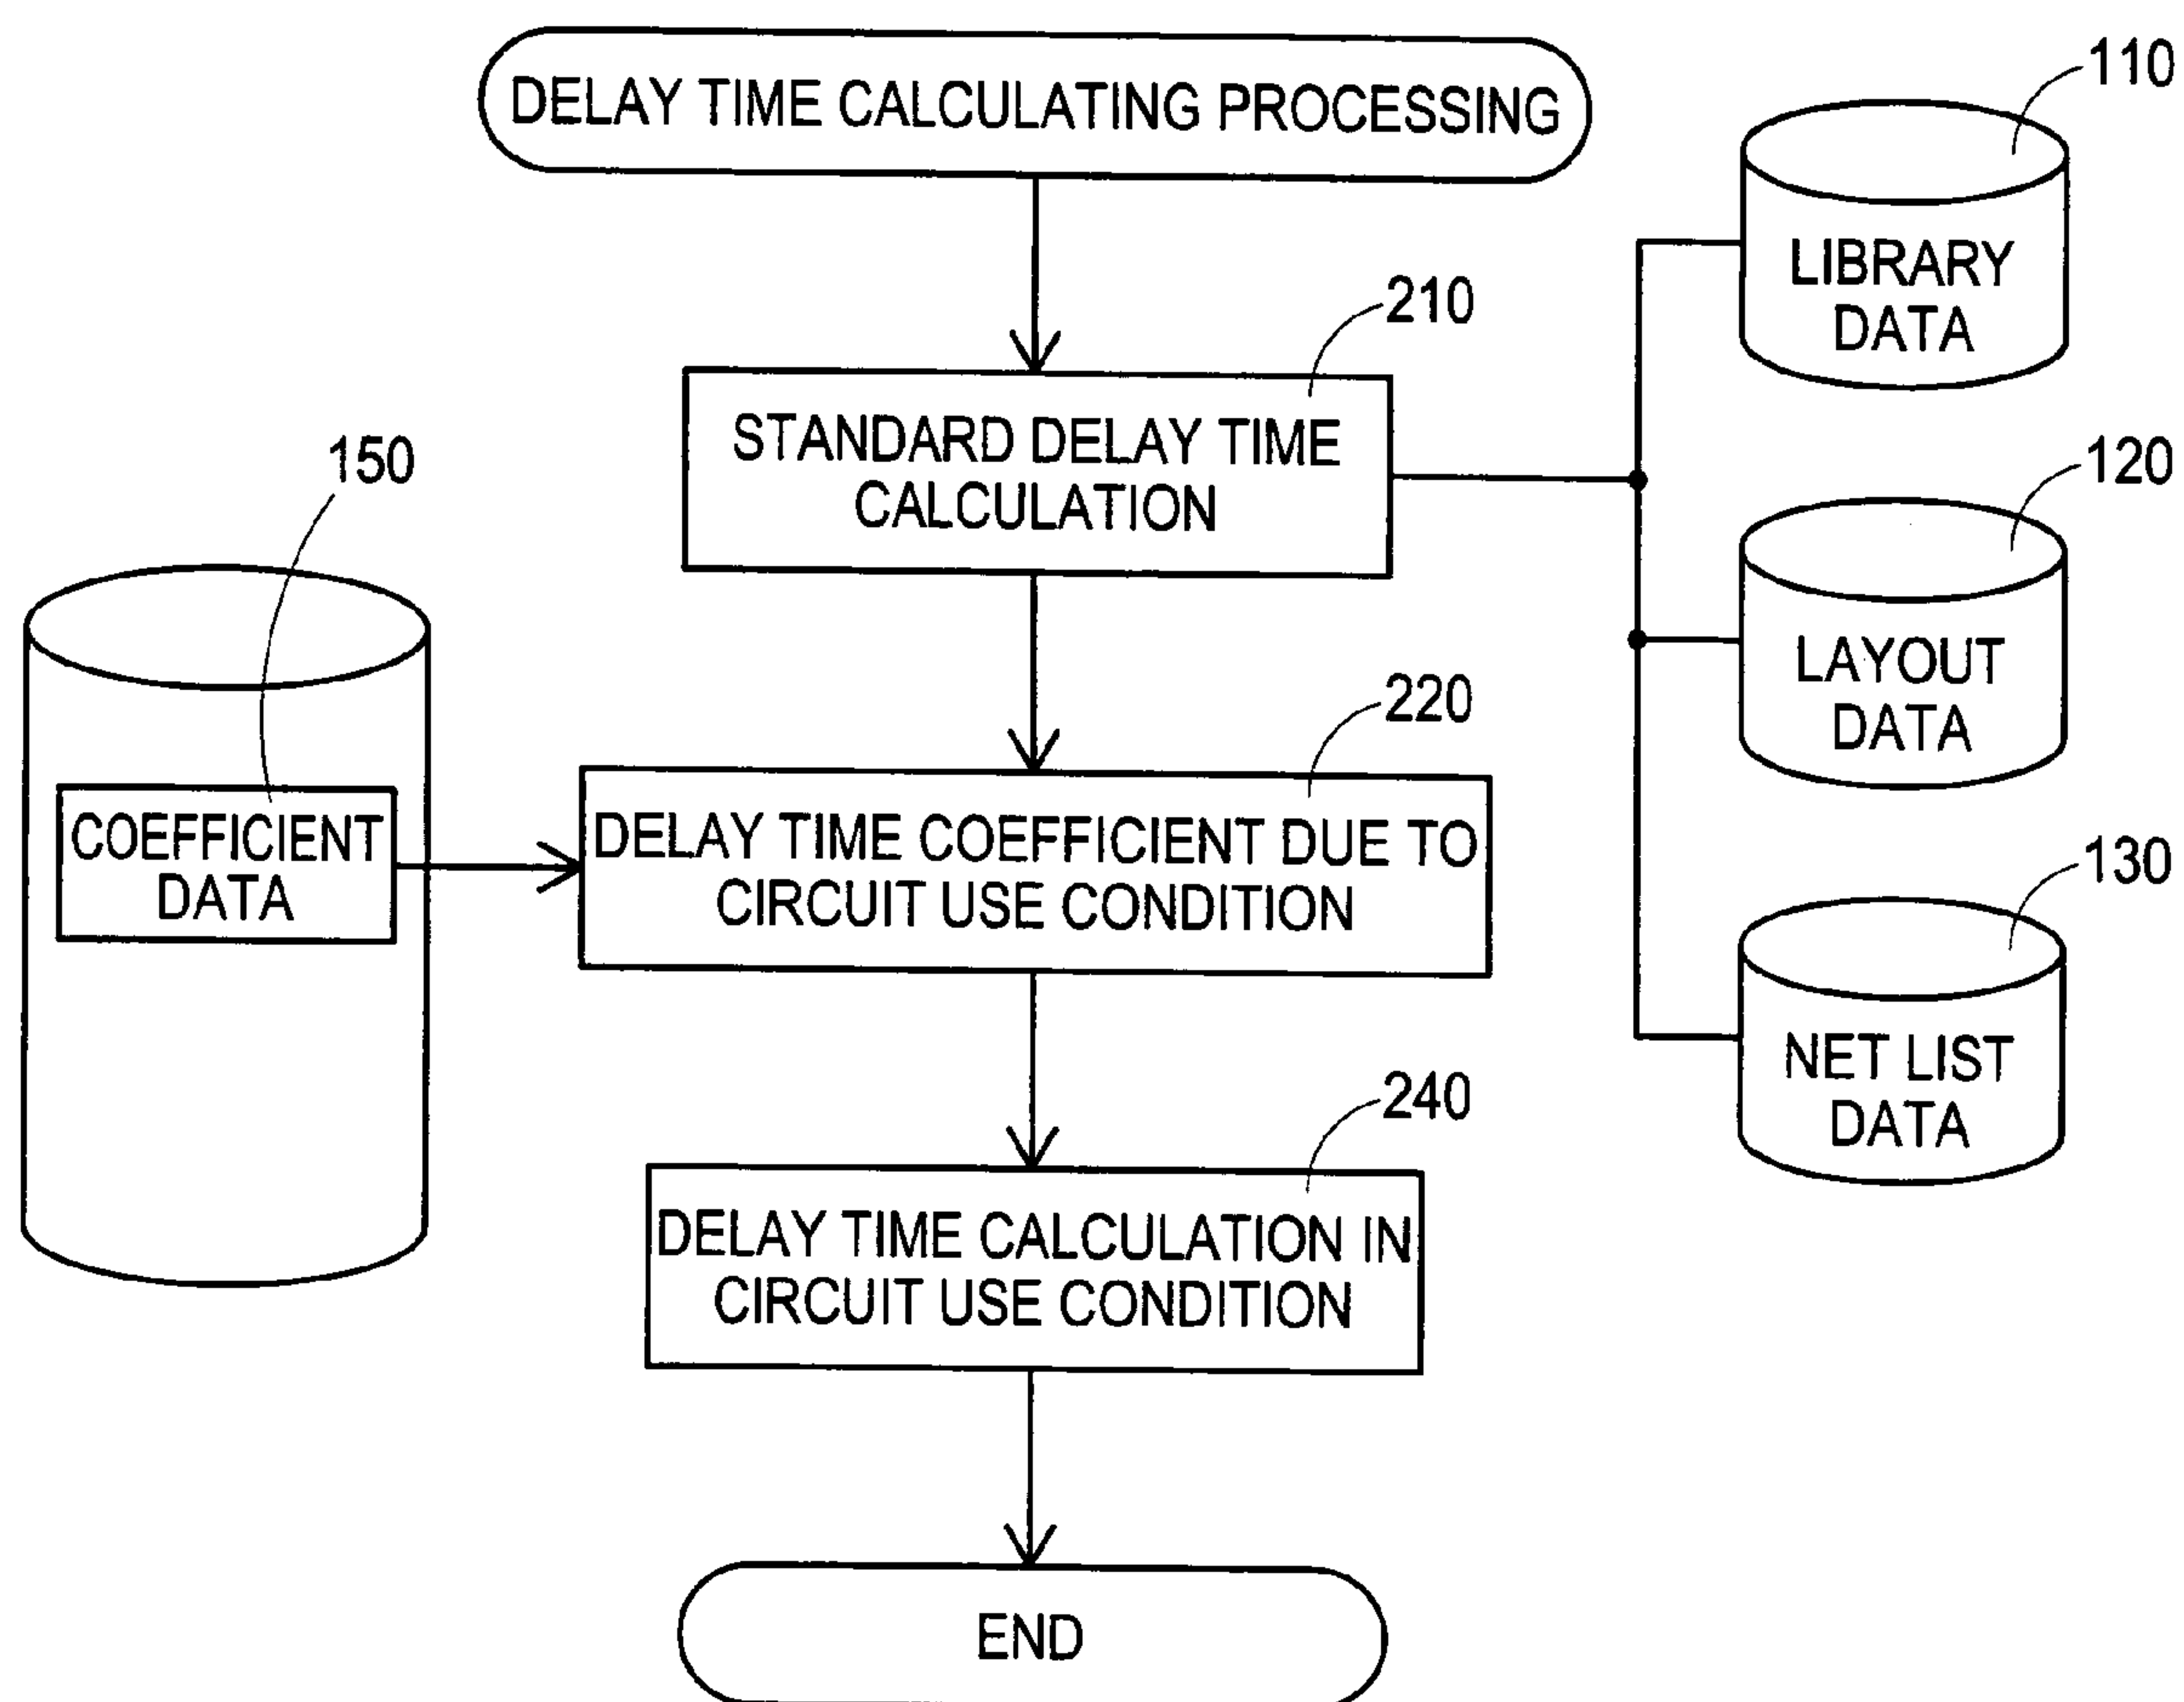 DELAY TIME CALCULATING PROCESSING
110
LIBRARY
DATA
210
STANDARD DELAY TIME
CALCULATION
120
LAYOUT
DATA
150
COEFFICIENT
DATA
220
DELAY TIME COEFFICIENT DUE TO
CIRCUIT USE CONDITION
130
NET LIST
DATA
240
DELAY TIME CALCULATION IN
CIRCUIT USE CONDITION
END